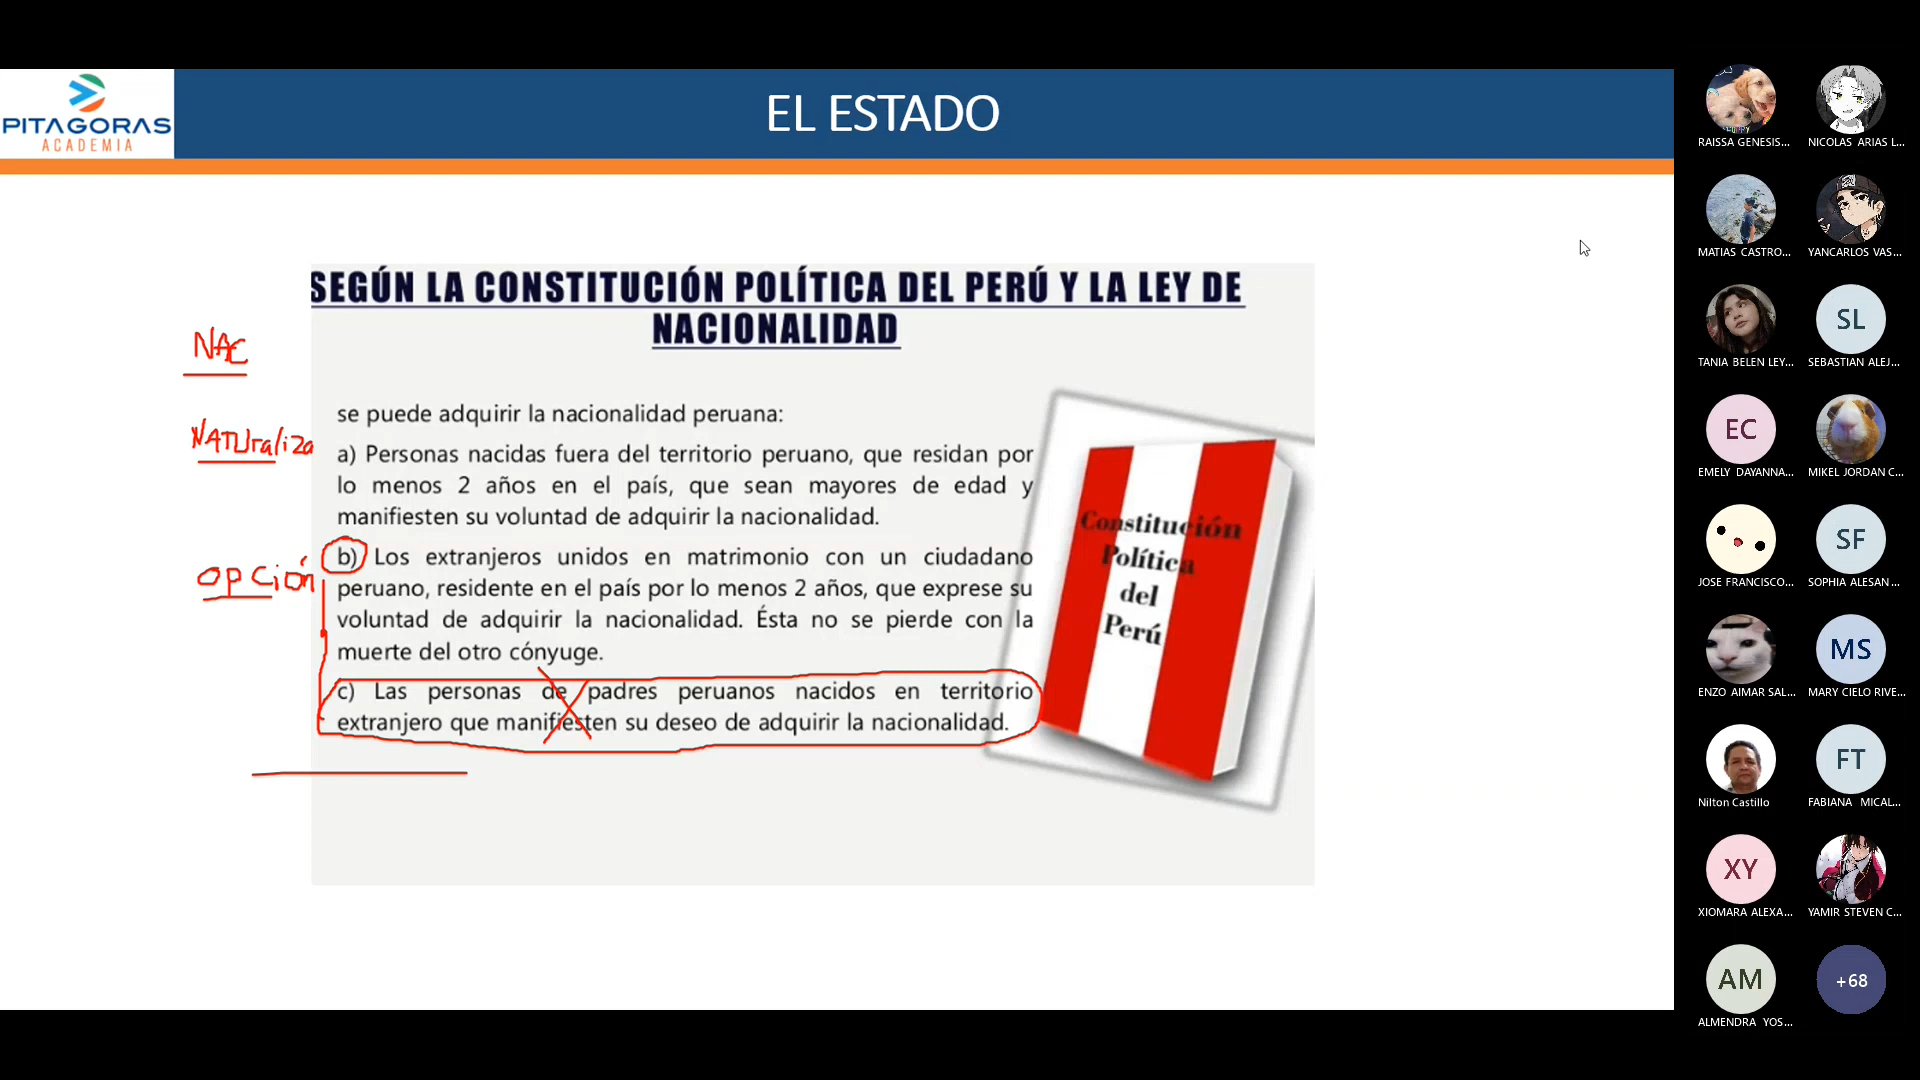 PITAGORAS
ACADEMIA
EL ESTADO
SEGÚN LA CONSTITUCIÓN POLÍTICA DEL PERÚ Y LA LEY DE
NACIONALIDAD
NAC
NATUraliza
OPCión
se puede adquirir la nacionalidad peruana:
a) Personas nacidas fuera del territorio peruano, que residan por
lo menos 2 años en el país, que sean mayores de edad y
manifiesten su voluntad de adquirir la nacionalidad.
b) Los extranjeros unidos en matrimonio con un ciudadano
peruano, residente en el país por lo menos 2 años, que exprese su
voluntad de adquirir la nacionalidad. Ésta no se pierde con la
muerte del otro cónyuge.
c) Las personas de padres peruanos nacidos en territorio
extranjero que manifiesten su deseo de adquirir la nacionalidad.
Constitución
Política
del
Perú
RAISSA GENESIS...
NICOLAS ARIAS L...
MATIAS CASTRO...
YANCARLOS VAS...
TANIA BELEN LEY...
SL
SEBASTIAN ALEJ...
EC
EMELY DAYANNA...
MIKEL JORDAN C...
JOSE FRANCISCO...
SF
SOPHIA ALESAN...
ENZO AIMAR SAL...
MS
MARY CIELO RIVE...
Nilton Castillo
FT
FABIANA MICAL...
XY
XIOMARA ALEXA...
YAMIR STEVEN C...
AM
ALMENDRA YOS...
+68